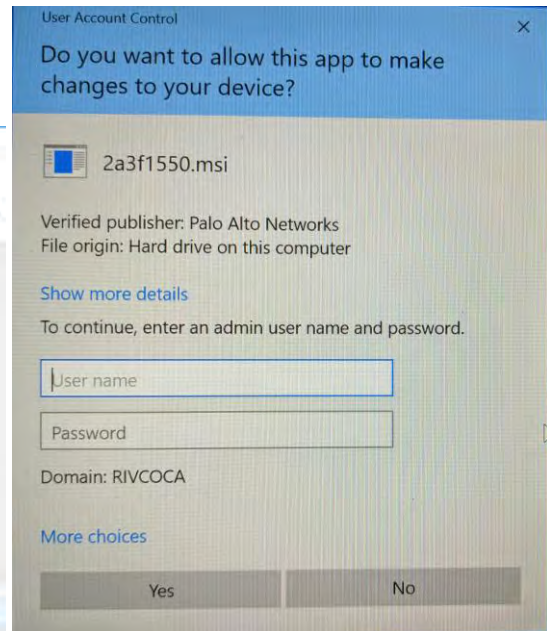 User Account Control
Do you want to allow this app to make
changes to your device?
2a3f1550.msi
Verified publisher: Palo Alto Networks
File origin: Hard drive on this computer
Show more details
To continue, enter an admin user name and password.
User name
Password
Domain: RIVCOCA
More choices
Yes
No